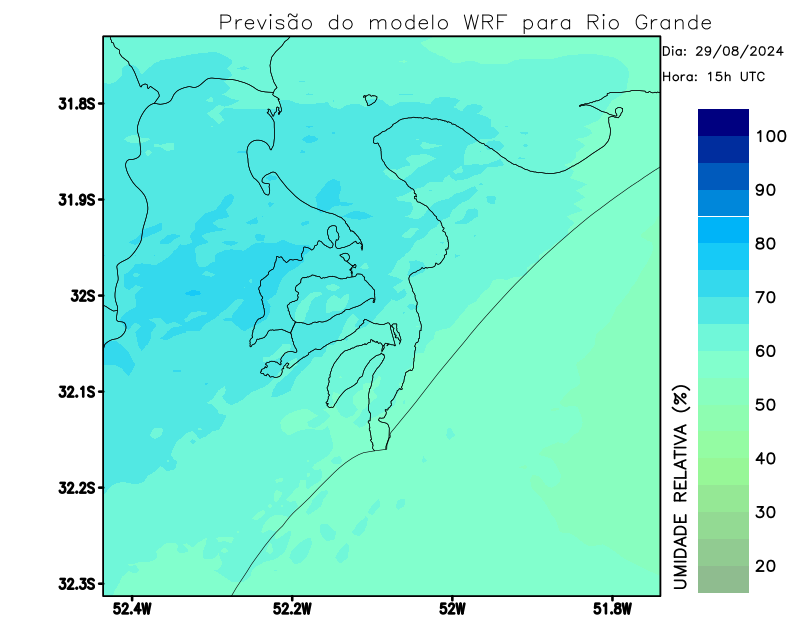 Previsão do modelo WRF para Rio Grande
Dia: 29/08/2024
Hora: 15h UTC
31.8S
31.9S
32S
32.1S
32.2S
32.3S
52.4W
52.2W
52W
51.8W
100
90
80
70
60
50
40
30
20
UMIDADE RELATIVA (%)